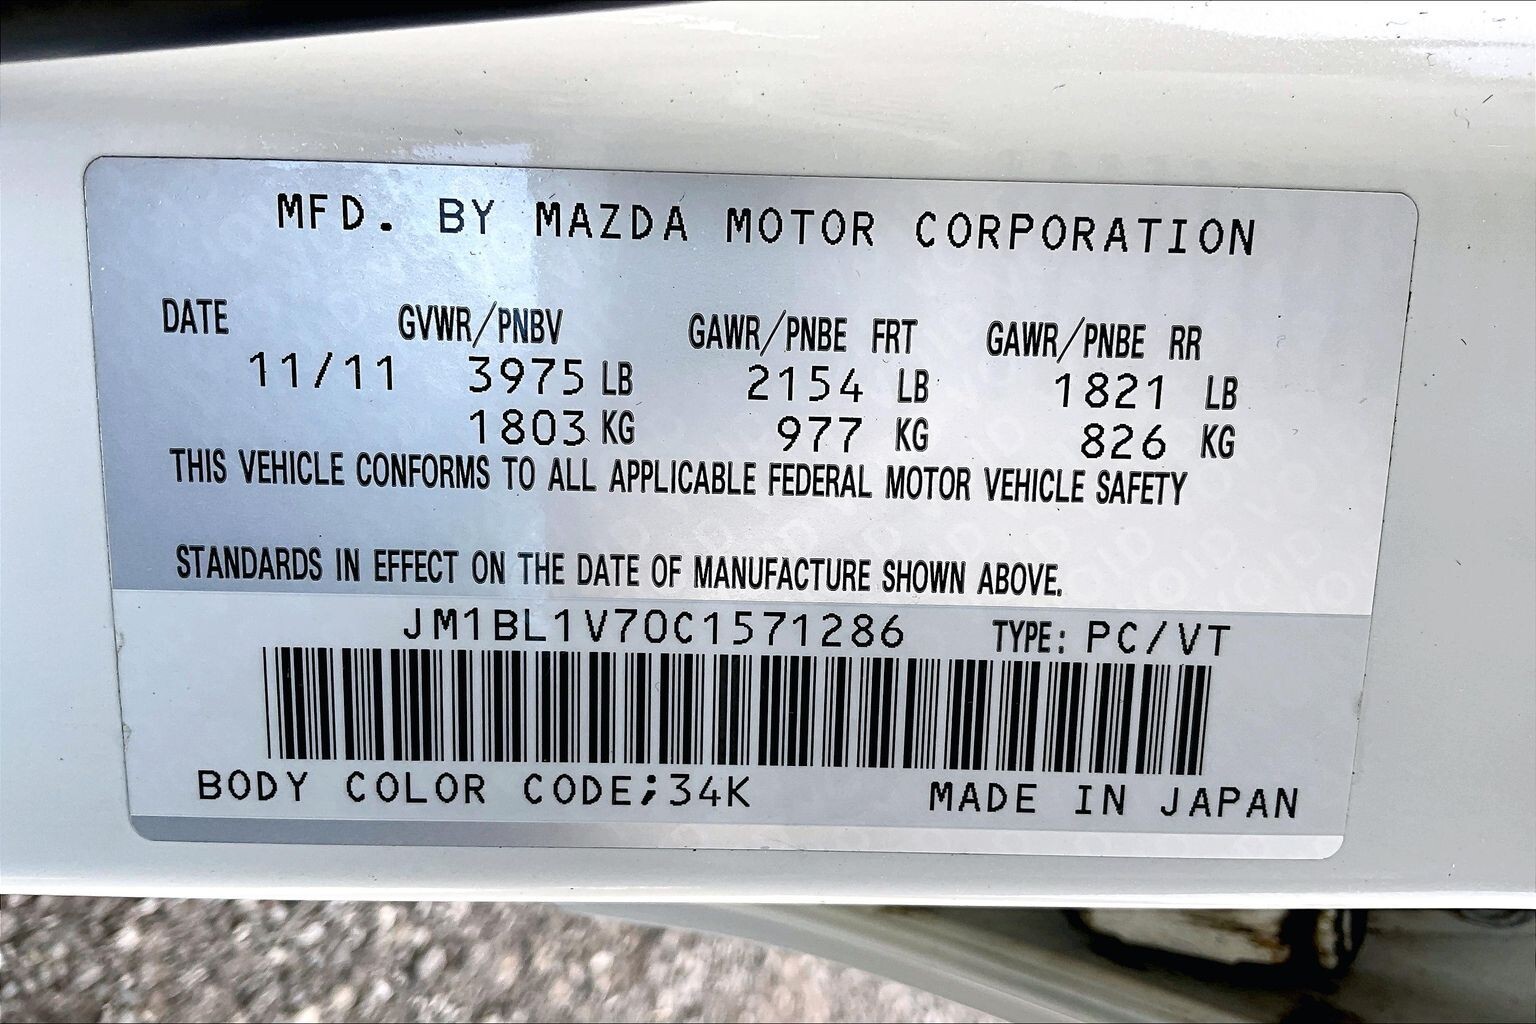 MFD. BY MAZDA MOTOR CORPORATION
DATE GVWR/PNBV GAWR/PNBE FRT GAWR/PNBE RR
11/11 3975 LB 2154 LB 1821 LB
1803 KG 977 KG 826 KG
THIS VEHICLE CONFORMS TO ALL APPLICABLE FEDERAL MOTOR VEHICLE SAFETY
STANDARDS IN EFFECT ON THE DATE OF MANUFACTURE SHOWN ABOVE.
JM1BL1V70C1571286 TYPE: PC/VT
BODY COLOR CODE;34K MADE IN JAPAN